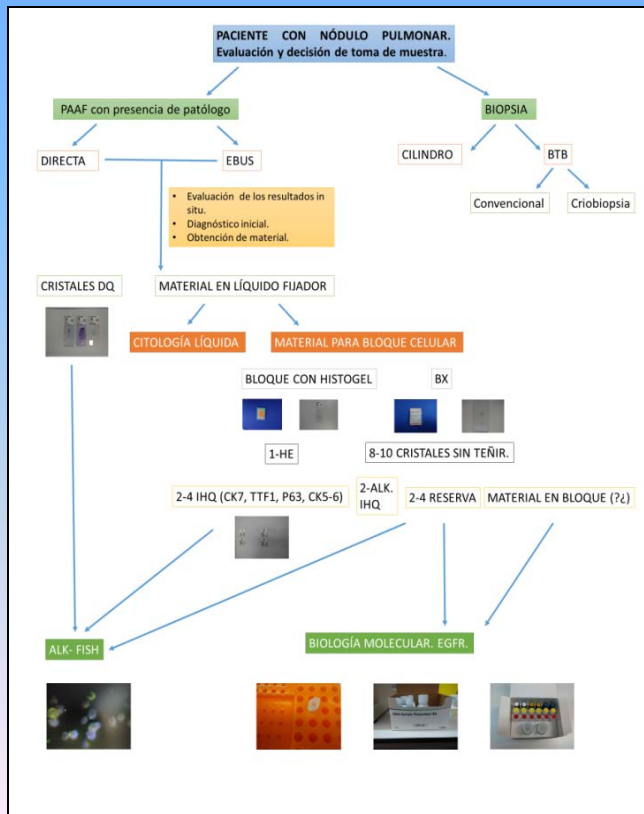 PACIENTE CON NÓDULO PULMONAR.
Evaluación y decisión de toma de muestra.
PAAF con presencia de patólogo
BIOPSIA
DIRECTA
EBUS
CILINDRO
BTB
• Evaluación de los resultados in
situ.
• Diagnóstico inicial.
• Obtención de material.
Convencional
Criobiopsia
CRISTALES DQ
MATERIAL EN LÍQUIDO FIJADOR
CITOLOGÍA LÍQUIDA
MATERIAL PARA BLOQUE CELULAR
BLOQUE CON HISTOGEL
BX
1-HE
8-10 CRISTALES SIN TEÑIR.
2-4 IHQ (CK7, TTF1, P63, CK5-6)
2-ALK.
IHQ
2-4 RESERVA
MATERIAL EN BLOQUE (?¿)
ALK- FISH
BIOLOGÍA MOLECULAR. EGFR.